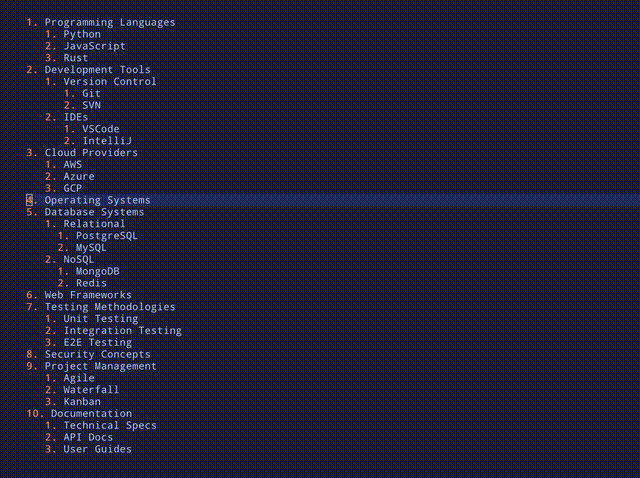 1. Programming Languages
   1. Python
   2. JavaScript
   3. Rust
2. Development Tools
   1. Version Control
      1. Git
      2. SVN
   2. IDEs
      1. VSCode
      2. IntelliJ
3. Cloud Providers
   1. AWS
   2. Azure
   3. GCP
4. Operating Systems
5. Database Systems
   1. Relational
     1. PostgreSQL
     2. MySQL
   2. NoSQL
     1. MongoDB
     2. Redis
6. Web Frameworks
7. Testing Methodologies
   1. Unit Testing
   2. Integration Testing
   3. E2E Testing
8. Security Concepts
9. Project Management
   1. Agile
   2. Waterfall
   3. Kanban
10. Documentation
   1. Technical Specs
   2. API Docs
   3. User Guides